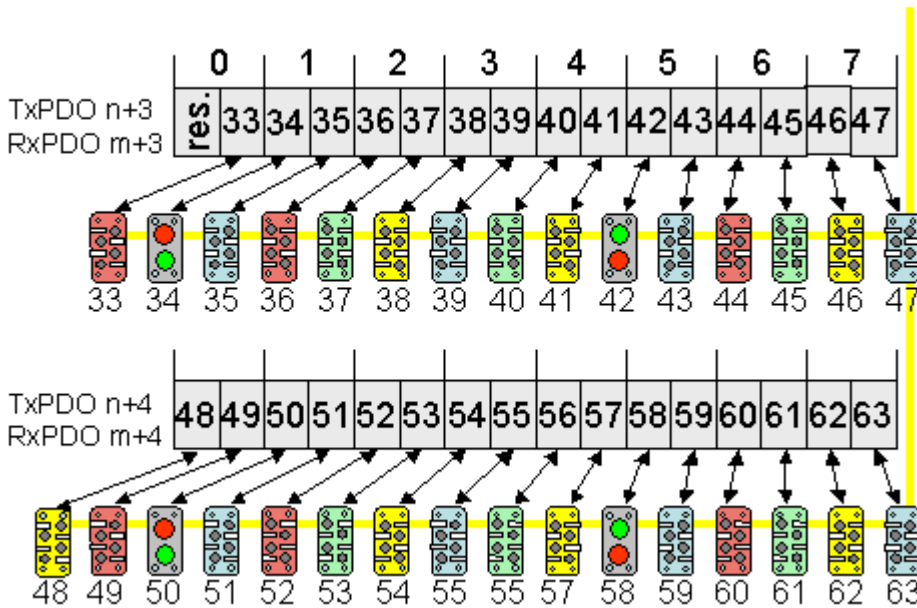 0 1 2 3 4 5 6 7
TxPDO n+3
RxPDO m+3
res. 33 34 35 36 37 38 39 40 41 42 43 44 45 46 47
33 34 35 36 37 38 39 40 41 42 43 44 45 46 47
TxPDO n+4
RxPDO m+4
48 49 50 51 52 53 54 55 56 57 58 59 60 61 62 63
48 49 50 51 52 53 54 55 55 57 58 59 60 61 62 63